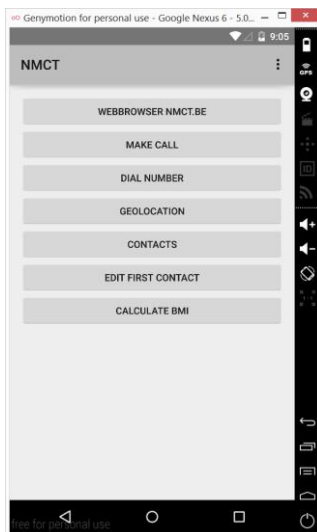 Genymotion for personal use - Google Nexus 6 - 5.0...
9:05
NMCT
GPS
WEBBROWSER NMCT.BE
MAKE CALL
DIAL NUMBER
ID
GEOLOCATION
CONTACTS
EDIT FIRST CONTACT
CALCULATE BMI
free for personal use